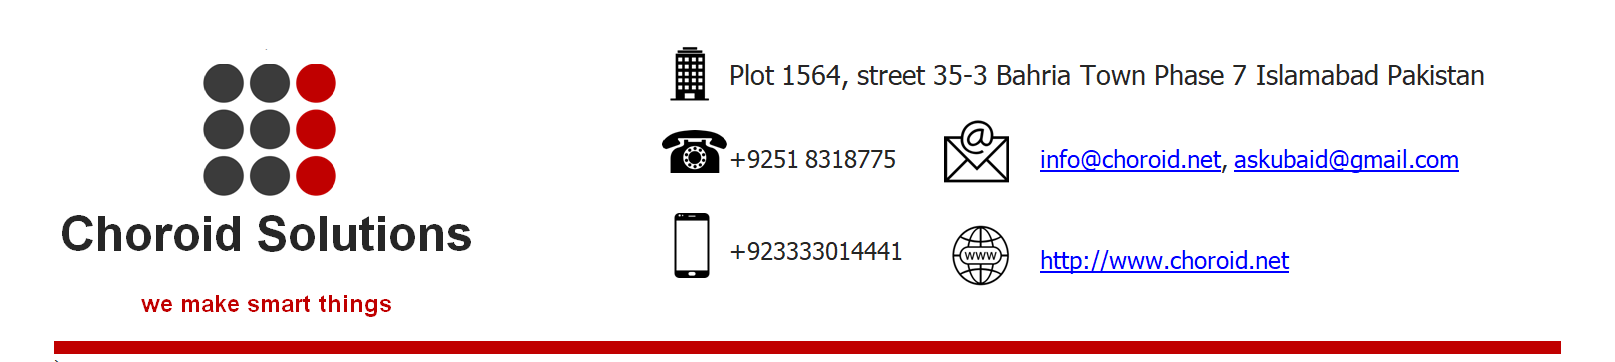 Choroid Solutions
we make smart things
Plot 1564, street 35-3 Bahria Town Phase 7 Islamabad Pakistan
+9251 8318775
info@choroid.net, askubaid@gmail.com
+923333014441
www
http://www.choroid.net